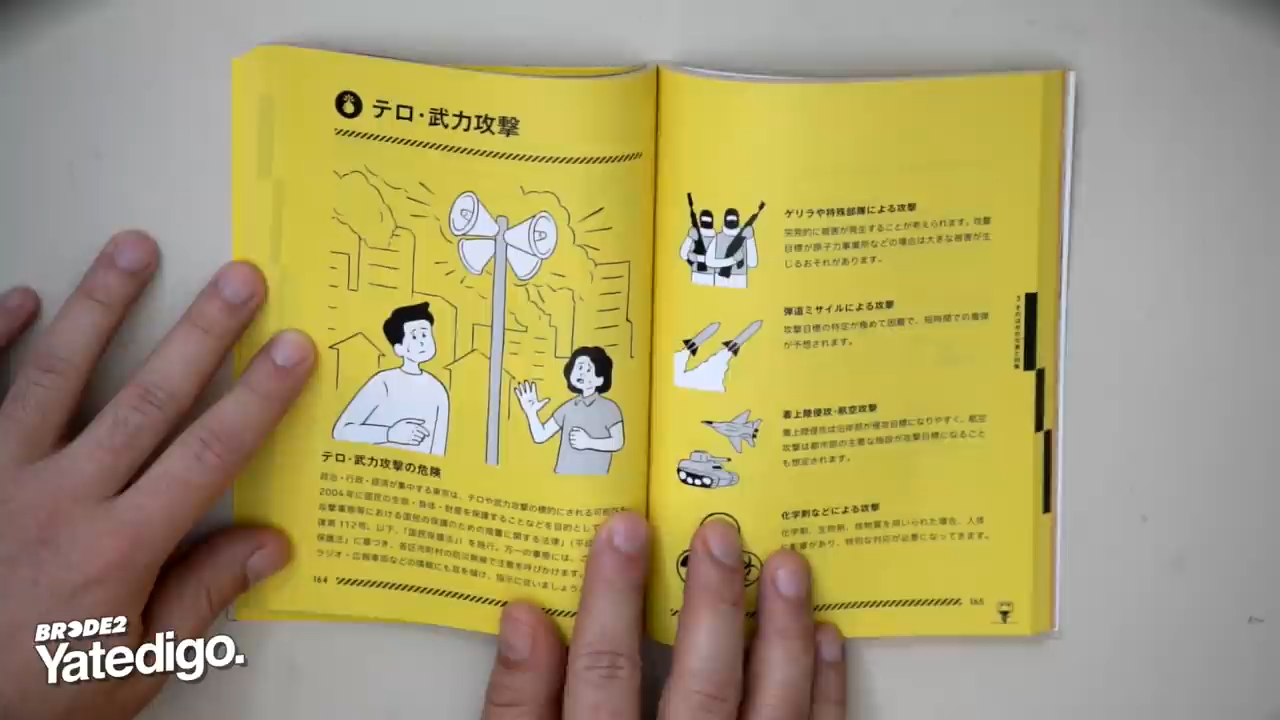 テロ・武力攻撃
テロ・武力攻撃の危険
政治・行政・経済が集中する東京は、テロや武力攻撃の標的にされる可能性が
2004年に国民の生命・身体・財産を保護することなどを目的として
攻撃事態等における国民の保護のための措置に関する法律」（平成
律第112号。以下、「国民保護法」）を施行。万一の事態には、こ
保護法」に基づき、各区市町村の防災無線で注意を呼びかけます。
ラジオ・広報車両などの情報にも耳を傾け、指示に従いましょう
164
ゲリラや特殊部隊による攻撃
突発的に被害が発生することが考えられます。攻撃
目標が原子力事業所などの場合は大きな被害が生
じるおそれがあります。
弾道ミサイルによる攻撃
攻撃目標の特定が極めて困難で、短時間での着弾
が予想されます。
着上陸侵攻・航空攻撃
着上陸侵攻は沿岸部が侵攻目標になりやすく、航空
攻撃は都市部の主要な施設が攻撃目標になること
も想定されます。
化学剤などによる攻撃
化学剤、生物剤、核物質を用いられた場合、人体
に影響があり、特別な対応が必要になってきます。
165
BRODE2
Yatedigo.